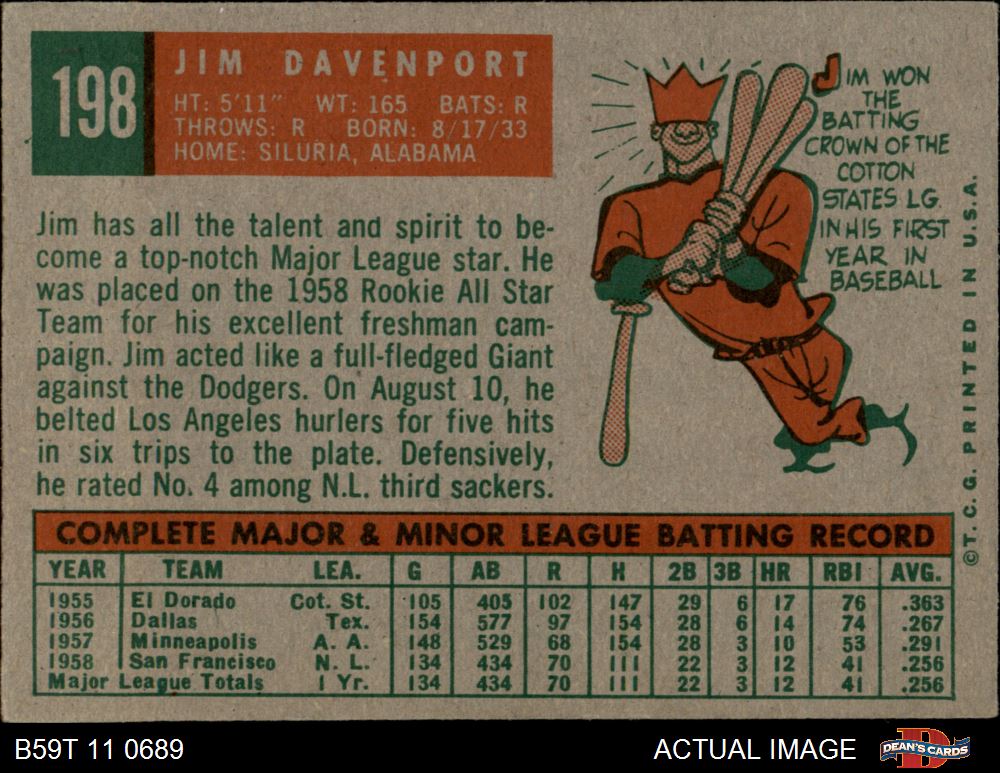 198
JIM DAVENPORT
HT: 5'11" WT: 165 BATS: R
THROWS: R BORN: 8/17/33
HOME: SILURIA, ALABAMA
JIM WON
THE
BATTING
CROWN OF THE
COTTON
STATES LG.
IN HIS FIRST
YEAR IN
BASEBALL
Jim has all the talent and spirit to be-
come a top-notch Major League star. He
was placed on the 1958 Rookie All Star
Team for his excellent freshman cam-
paign. Jim acted like a full-fledged Giant
against the Dodgers. On August 10, he
belted Los Angeles hurlers for five hits
in six trips to the plate. Defensively,
he rated No. 4 among N.L. third sackers.
©T. C. G. PRINTED IN U.S.A.
COMPLETE MAJOR & MINOR LEAGUE BATTING RECORD
YEAR TEAM LEA. G AB R H 2B 3B HR RBI AVG.
1955 El Dorado Cot. St. 105 405 102 147 29 6 17 76 .363
1956 Dallas Tex. 154 577 97 154 28 6 14 74 .267
1957 Minneapolis A. A. 148 529 68 154 28 3 10 53 .291
1958 San Francisco N. L. 134 434 70 111 22 3 12 41 .256
Major League Totals 1 Yr. 134 434 70 111 22 3 12 41 .256
B59T 11 0689
ACTUAL IMAGE
DEAN'S CARDS